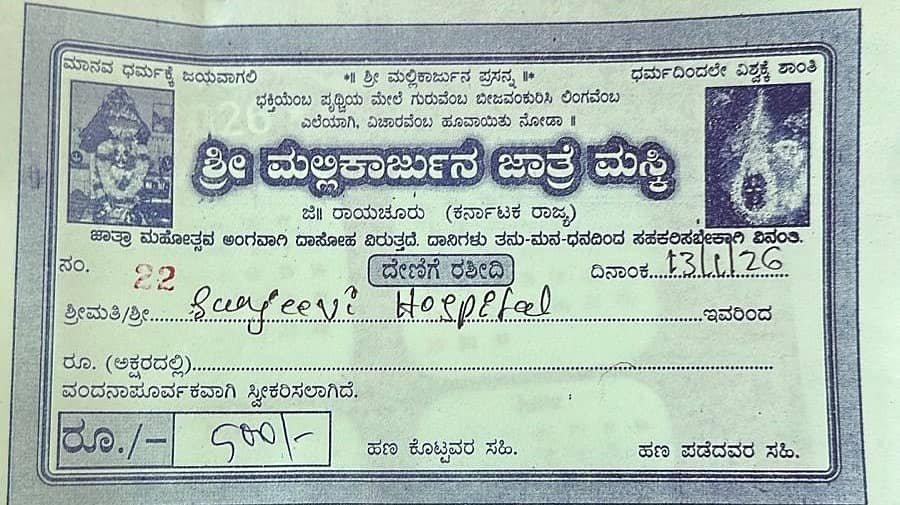 ಮಾನವ ಧರ್ಮಕ್ಕೆ ಜಯವಾಗಲಿ *॥ ಶ್ರೀ ಮಲ್ಲಿಕಾರ್ಜುನ ಪ್ರಸನ್ನ ॥* ಧರ್ಮದಿಂದಲೇ ವಿಶ್ವಕ್ಕೆ ಶಾಂತಿ
ಭಕ್ತಿಯೆಂಬ ಪೃಥ್ವಿಯ ಮೇಲೆ ಗುರುವೆಂಬ ಬೀಜವಂಕುರಿಸಿ ಲಿಂಗವೆಂಬ
ಎಲೆಯಾಗಿ, ವಿಚಾರವೆಂಬ ಹೂವಾಯಿತು ನೋಡಾ ॥
ಶ್ರೀ ಮಲ್ಲಿಕಾರ್ಜುನ ಜಾತ್ರೆ ಮಸ್ಕಿ
ಜಿ॥ ರಾಯಚೂರು (ಕರ್ನಾಟಕ ರಾಜ್ಯ)
ಜಾತ್ರಾ ಮಹೋತ್ಸವ ಅಂಗವಾಗಿ ದಾಸೋಹ ವಿರುತ್ತದೆ. ದಾನಿಗಳು ತನು-ಮನ-ಧನದಿಂದ ಸಹಕರಿಸಬೇಕಾಗಿ ವಿನಂತಿ.
ಸಂ. 22 ದೇಣಿಗೆ ರಶೀದಿ ದಿನಾಂಕ...13/1/26
ಶ್ರೀಮತಿ/ಶ್ರೀ... Sunjeevi Hospital ...ಇವರಿಂದ
ರೂ. (ಅಕ್ಷರದಲ್ಲಿ)...
ವಂದನಾಪೂರ್ವಕವಾಗಿ ಸ್ವೀಕರಿಸಲಾಗಿದೆ.
ರೂ./- 500/- ಹಣ ಕೊಟ್ಟವರ ಸಹಿ. ಹಣ ಪಡೆದವರ ಸಹಿ.